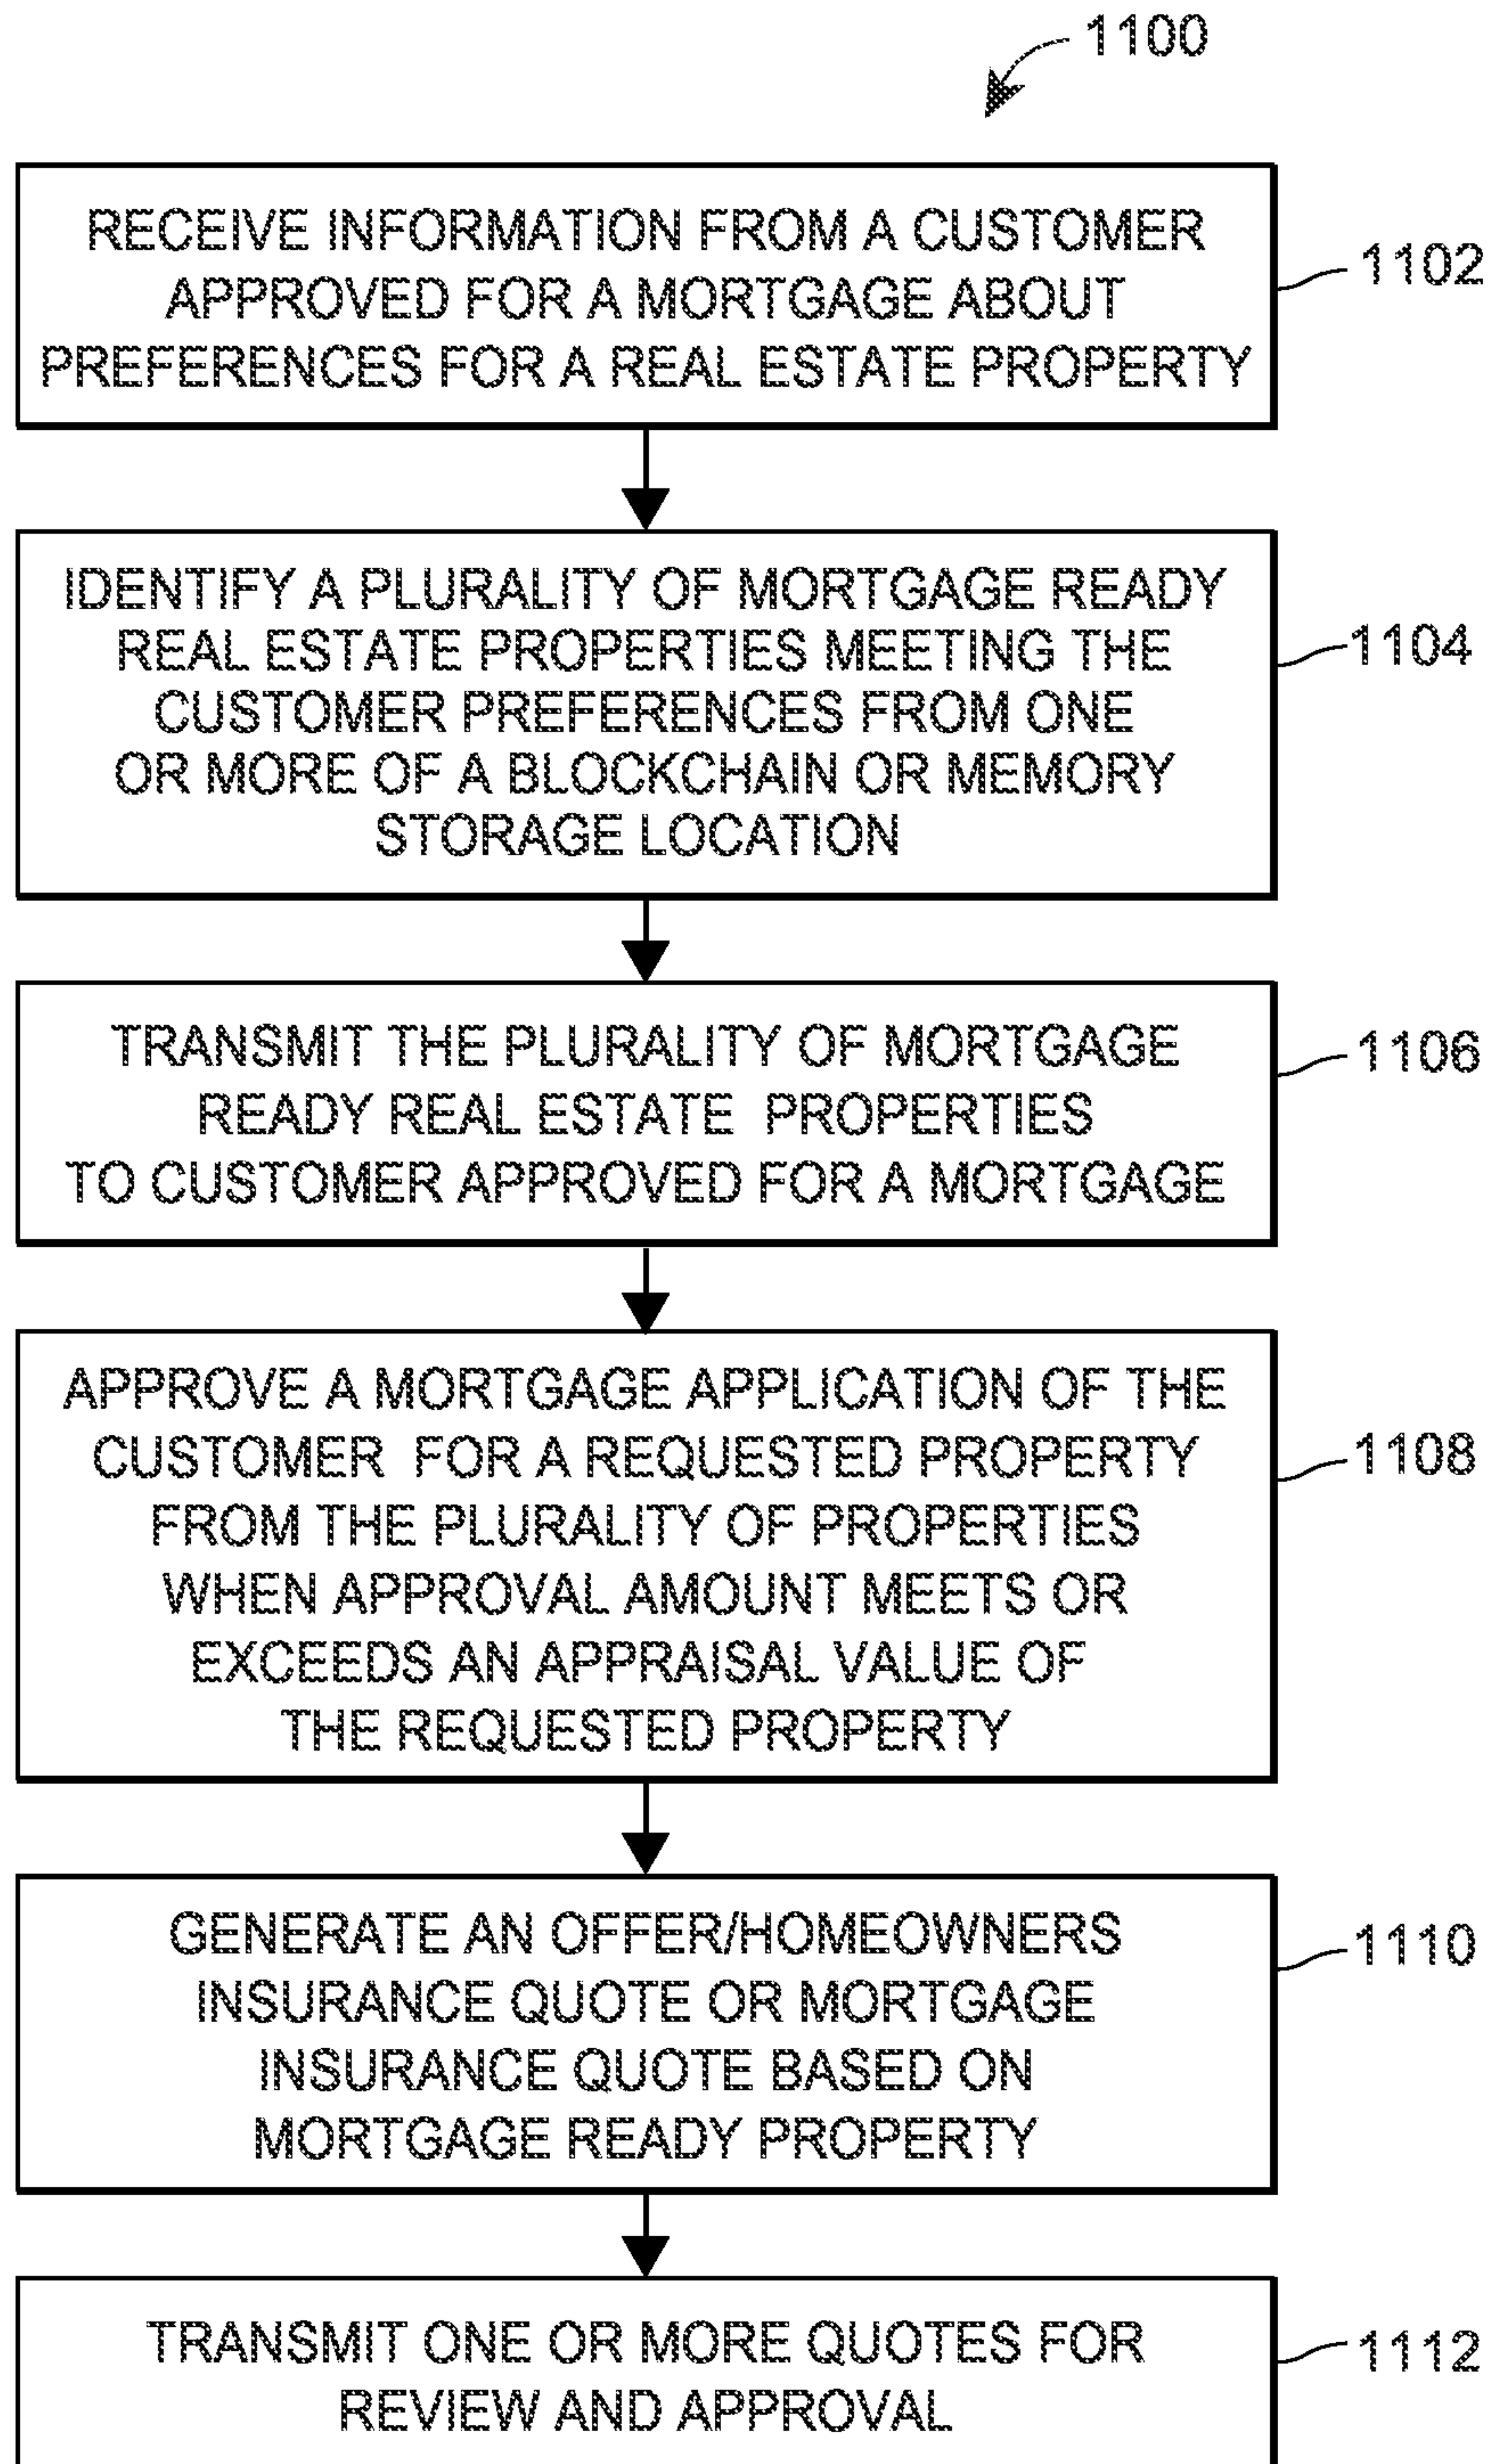 1100
RECEIVE INFORMATION FROM A CUSTOMER
APPROVED FOR A MORTGAGE ABOUT
PREFERENCES FOR A REAL ESTATE PROPERTY
1102
IDENTIFY A PLURALITY OF MORTGAGE READY
REAL ESTATE PROPERTIES MEETING THE
CUSTOMER PREFERENCES FROM ONE
OR MORE OF A BLOCKCHAIN OR MEMORY
STORAGE LOCATION
1104
TRANSMIT THE PLURALITY OF MORTGAGE
READY REAL ESTATE PROPERTIES
TO CUSTOMER APPROVED FOR A MORTGAGE
1106
APPROVE A MORTGAGE APPLICATION OF THE
CUSTOMER FOR A REQUESTED PROPERTY
FROM THE PLURALITY OF PROPERTIES
WHEN APPROVAL AMOUNT MEETS OR
EXCEEDS AN APPRAISAL VALUE OF
THE REQUESTED PROPERTY
1108
GENERATE AN OFFER/HOMEOWNERS
INSURANCE QUOTE OR MORTGAGE
INSURANCE QUOTE BASED ON
MORTGAGE READY PROPERTY
1110
TRANSMIT ONE OR MORE QUOTES FOR
REVIEW AND APPROVAL
1112